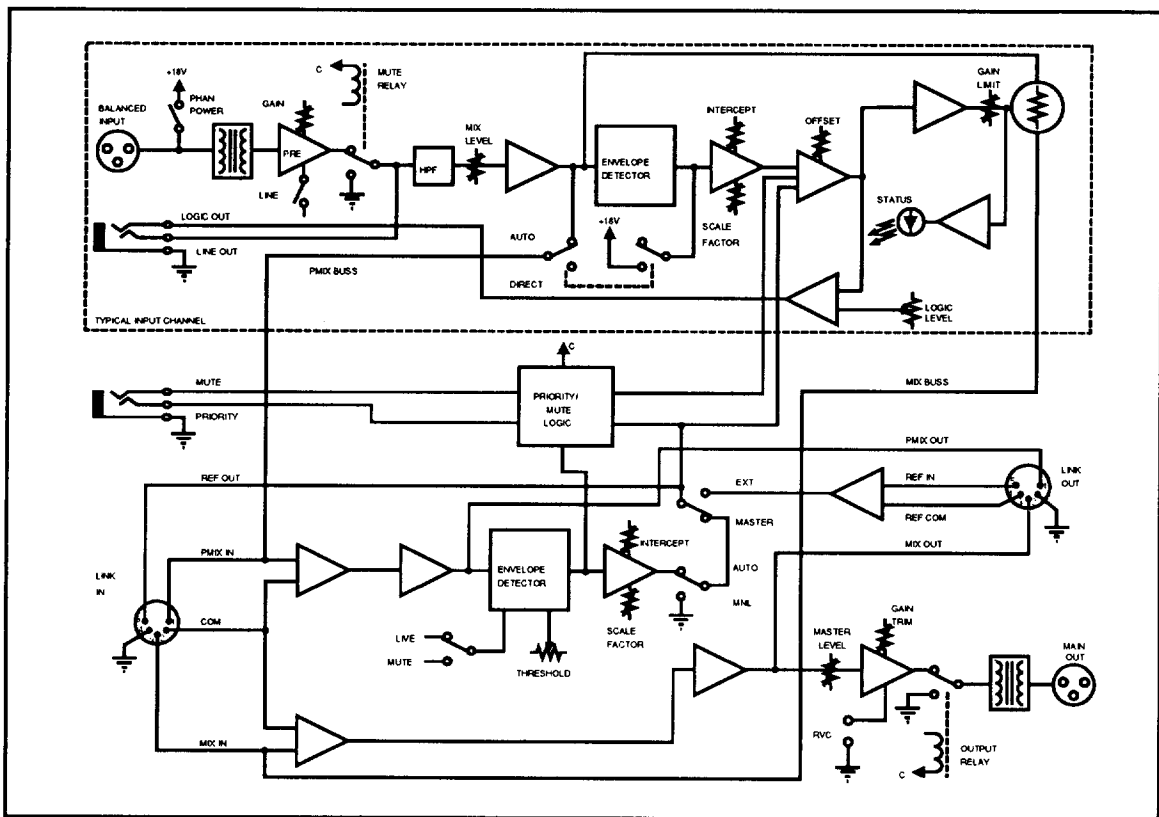 +18V
PHAN
POWER
BALANCED
INPUT
C
MUTE
RELAY
GAIN
PRE
LINE
HPF
MIX
LEVEL
ENVELOPE
DETECTOR
INTERCEPT
SCALE
FACTOR
OFFSET
GAIN
LIMIT
STATUS
LOGIC OUT
LINE OUT
PMIX BUSS
AUTO
DIRECT
+18V
LOGIC
LEVEL
TYPICAL INPUT CHANNEL
C
MUTE
PRIORITY
PRIORITY/
MUTE
LOGIC
MIX BUSS
PMIX OUT
REF OUT
EXT
MASTER
REF IN
REF COM
LINK
OUT
MIX OUT
PMIX IN
LINK
IN
COM
ENVELOPE
DETECTOR
INTERCEPT
SCALE
FACTOR
AUTO
MNL
LIVE
MUTE
THRESHOLD
MASTER
LEVEL
GAIN
TRIM
MAIN
OUT
MIX IN
RVC
C
OUTPUT
RELAY